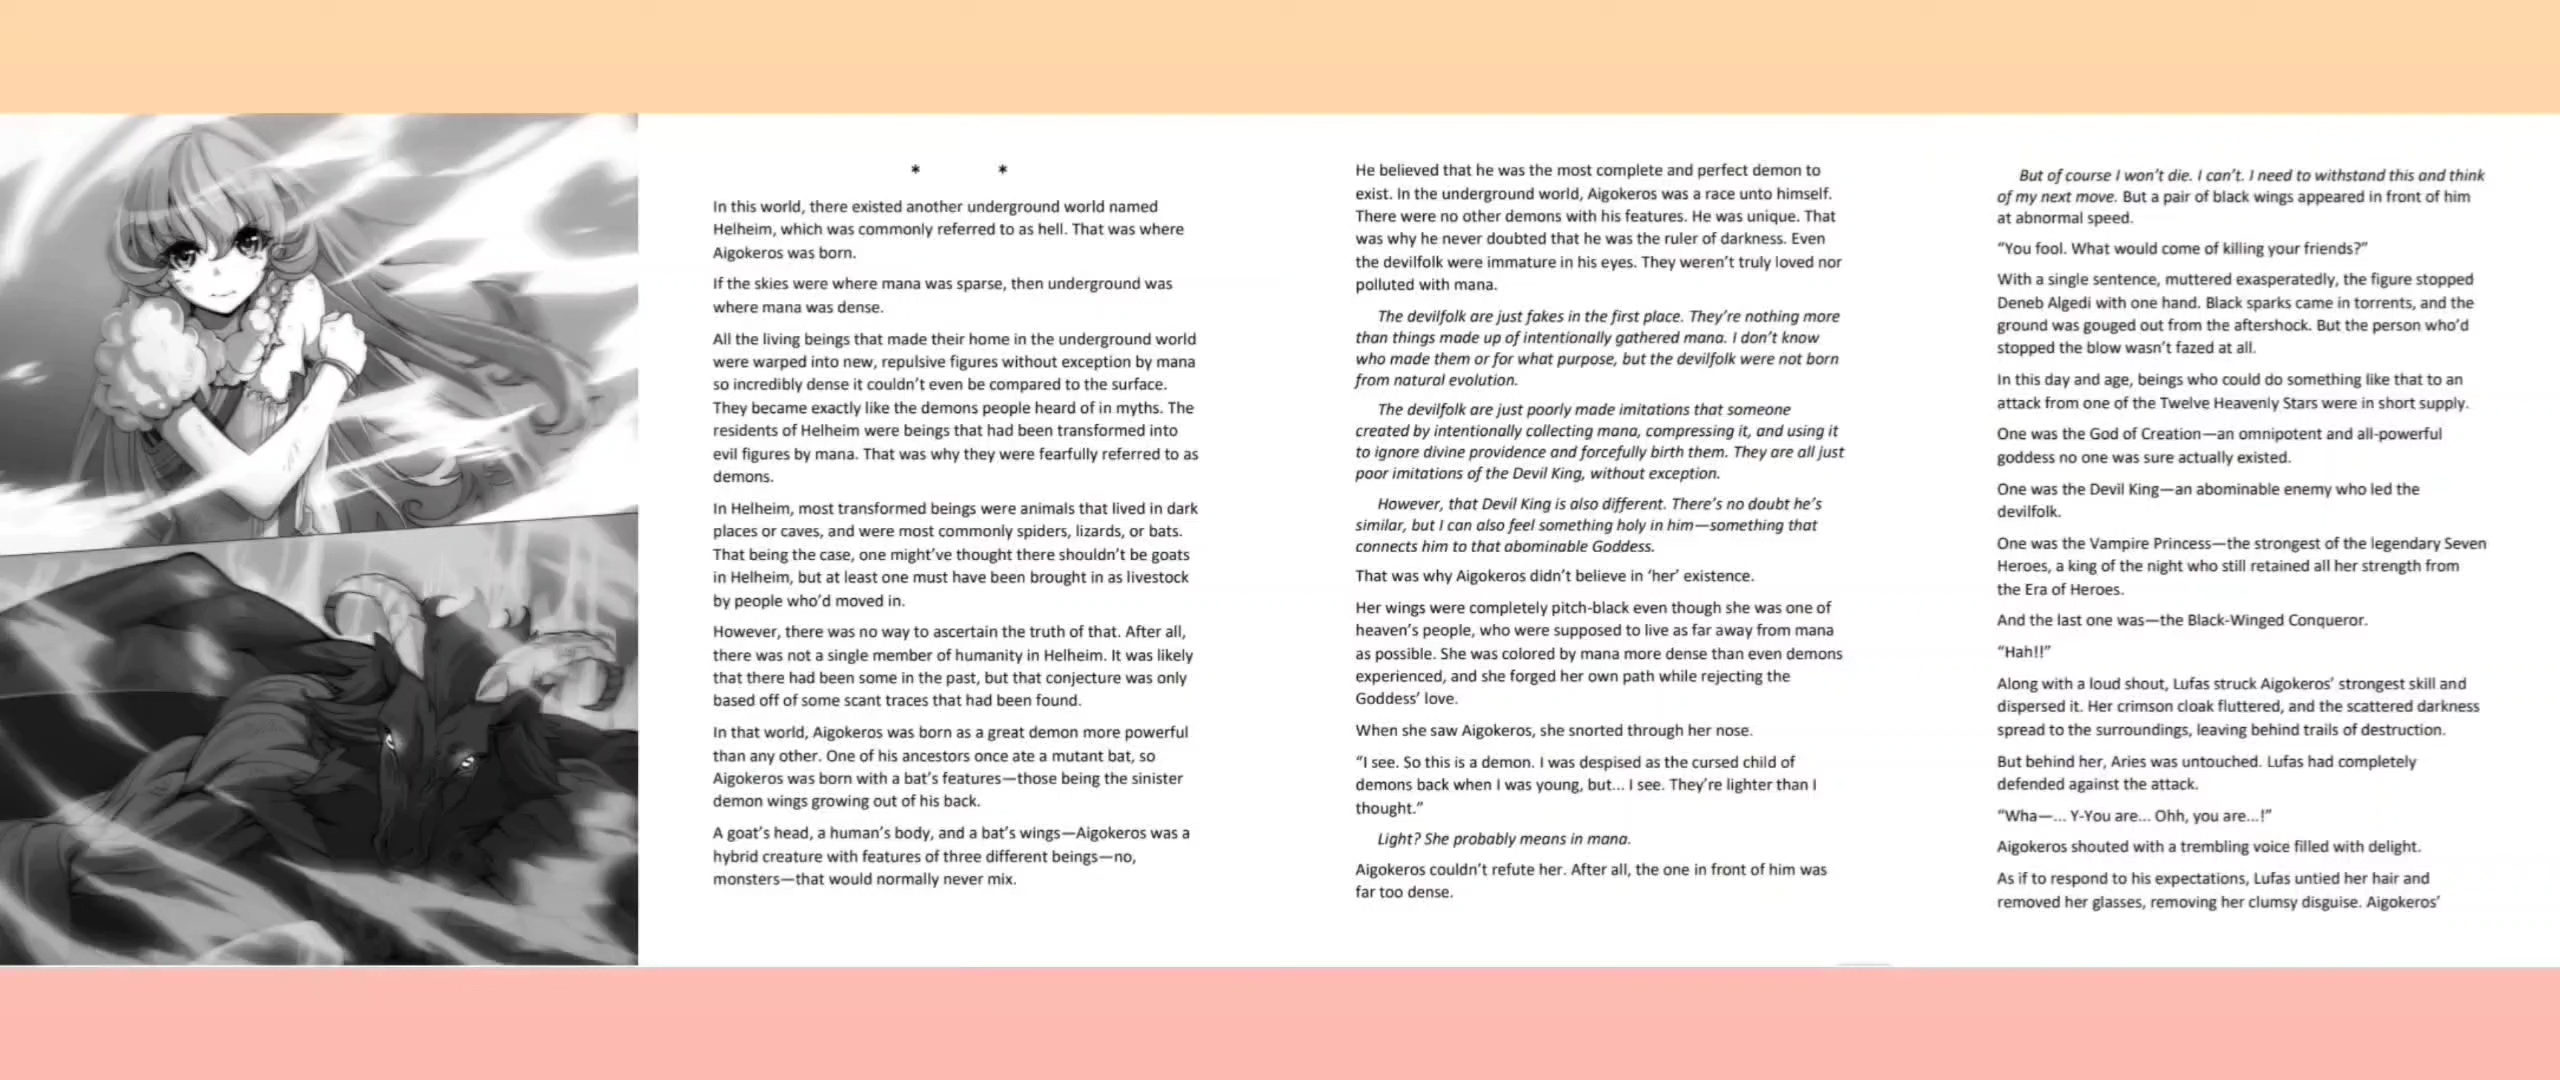 * *
In this world, there existed another underground world named
Helheim, which was commonly referred to as hell. That was where
Aigokeros was born.
If the skies were where mana was sparse, then underground was
where mana was dense.
All the living beings that made their home in the underground world
were warped into new, repulsive figures without exception by mana
so incredibly dense it couldn’t even be compared to the surface.
They became exactly like the demons people heard of in myths. The
residents of Helheim were beings that had been transformed into
evil figures by mana. That was why they were fearfully referred to as
demons.
In Helheim, most transformed beings were animals that lived in dark
places or caves, and were most commonly spiders, lizards, or bats.
That being the case, one might’ve thought there shouldn’t be goats
in Helheim, but at least one must have been brought in as livestock
by people who’d moved in.
However, there was no way to ascertain the truth of that. After all,
there was not a single member of humanity in Helheim. It was likely
that there had been some in the past, but that conjecture was only
based off of some scant traces that had been found.
In that world, Aigokeros was born as a great demon more powerful
than any other. One of his ancestors once ate a mutant bat, so
Aigokeros was born with a bat’s features—those being the sinister
demon wings growing out of his back.
A goat’s head, a human’s body, and a bat’s wings—Aigokeros was a
hybrid creature with features of three different beings—no,
monsters—that would normally never mix.
He believed that he was the most complete and perfect demon to
exist. In the underground world, Aigokeros was a race unto himself.
There were no other demons with his features. He was unique. That
was why he never doubted that he was the ruler of darkness. Even
the devilfolk were immature in his eyes. They weren’t truly loved nor
polluted with mana.
The devilfolk are just fakes in the first place. They’re nothing more
than things made up of intentionally gathered mana. I don’t know
who made them or for what purpose, but the devilfolk were not born
from natural evolution.
The devilfolk are just poorly made imitations that someone
created by intentionally collecting mana, compressing it, and using it
to ignore divine providence and forcefully birth them. They are all just
poor imitations of the Devil King, without exception.
However, that Devil King is also different. There’s no doubt he’s
similar, but I can also feel something holy in him—something that
connects him to that abominable Goddess.
That was why Aigokeros didn’t believe in ‘her’ existence.
Her wings were completely pitch-black even though she was one of
heaven’s people, who were supposed to live as far away from mana
as possible. She was colored by mana more dense than even demons
experienced, and she forged her own path while rejecting the
Goddess’ love.
When she saw Aigokeros, she snorted through her nose.
“I see. So this is a demon. I was despised as the cursed child of
demons back when I was young, but... I see. They’re lighter than I
thought.”
Light? She probably means in mana.
Aigokeros couldn’t refute her. After all, the one in front of him was
far too dense.
But of course I won’t die. I can’t. I need to withstand this and think
of my next move. But a pair of black wings appeared in front of him
at abnormal speed.
“You fool. What would come of killing your friends?”
With a single sentence, muttered exasperatedly, the figure stopped
Deneb Algedi with one hand. Black sparks came in torrents, and the
ground was gouged out from the aftershock. But the person who’d
stopped the blow wasn’t fazed at all.
In this day and age, beings who could do something like that to an
attack from one of the Twelve Heavenly Stars were in short supply.
One was the God of Creation—an omnipotent and all-powerful
goddess no one was sure actually existed.
One was the Devil King—an abominable enemy who led the
devilfolk.
One was the Vampire Princess—the strongest of the legendary Seven
Heroes, a king of the night who still retained all her strength from
the Era of Heroes.
And the last one was—the Black-Winged Conqueror.
“Hah!!”
Along with a loud shout, Lufas struck Aigokeros’ strongest skill and
dispersed it. Her crimson cloak fluttered, and the scattered darkness
spread to the surroundings, leaving behind trails of destruction.
But behind her, Aries was untouched. Lufas had completely
defended against the attack.
“Wha—... Y-You are... Ohh, you are...!”
Aigokeros shouted with a trembling voice filled with delight.
As if to respond to his expectations, Lufas untied her hair and
removed her glasses, removing her clumsy disguise. Aigokeros’